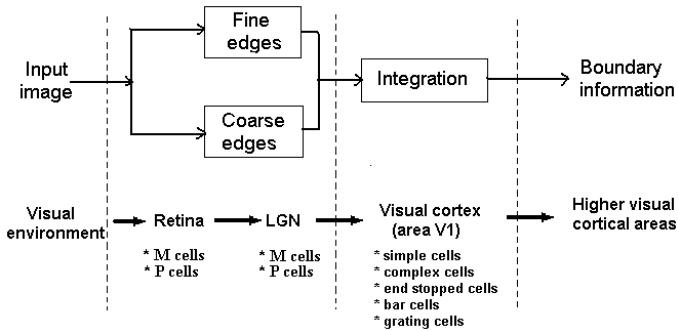 Fine
edges
Input
image
Integration
Boundary
information
Coarse
edges
Visual
environment
Retina
LGN
Visual cortex
(area V1)
Higher visual
cortical areas
* M cells
* P cells
* M cells
* P cells
* simple cells
* complex cells
* end stopped cells
* bar cells
* grating cells